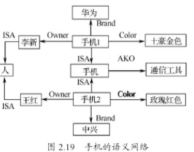 华为
Brand
ISA
李新
Owner
手机1
Color
土豪金色
ISA
AKO
人
手机
通信工具
ISA
ISA
王红
Owner
手机2
Color
玫瑰红色
Brand
中兴
图 2.19 手机的语义网络